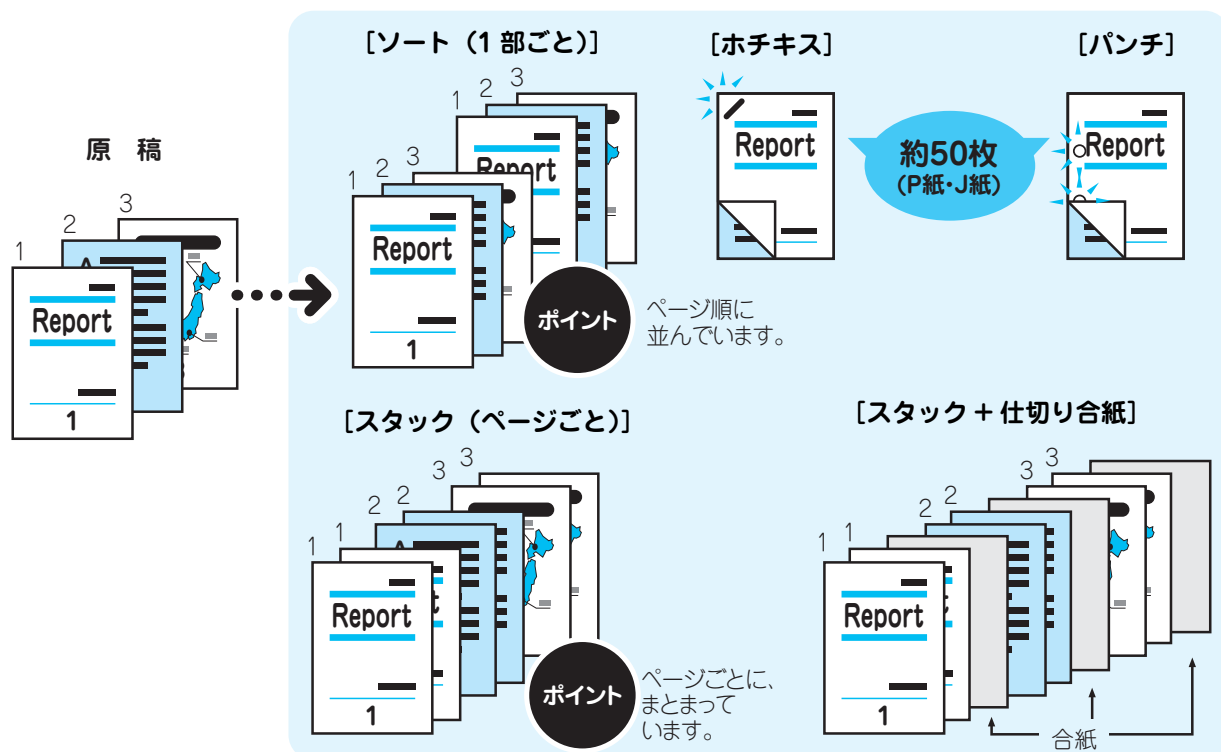 原 稿
1
2
3
Report
1
[ソート（1 部ごと）]
1
2
3
1
2
3
Report
Report
1
ポイント
ページ順に
並んでいます。
[ホチキス]
Report
約50枚
(P紙・J紙)
[パンチ]
Report
[スタック（ページごと）]
1
1
2
2
3
3
Report
1
ポイント
ページごとに、
まとまって
います。
[スタック + 仕切り合紙]
1
1
2
2
3
3
Report
1
合紙